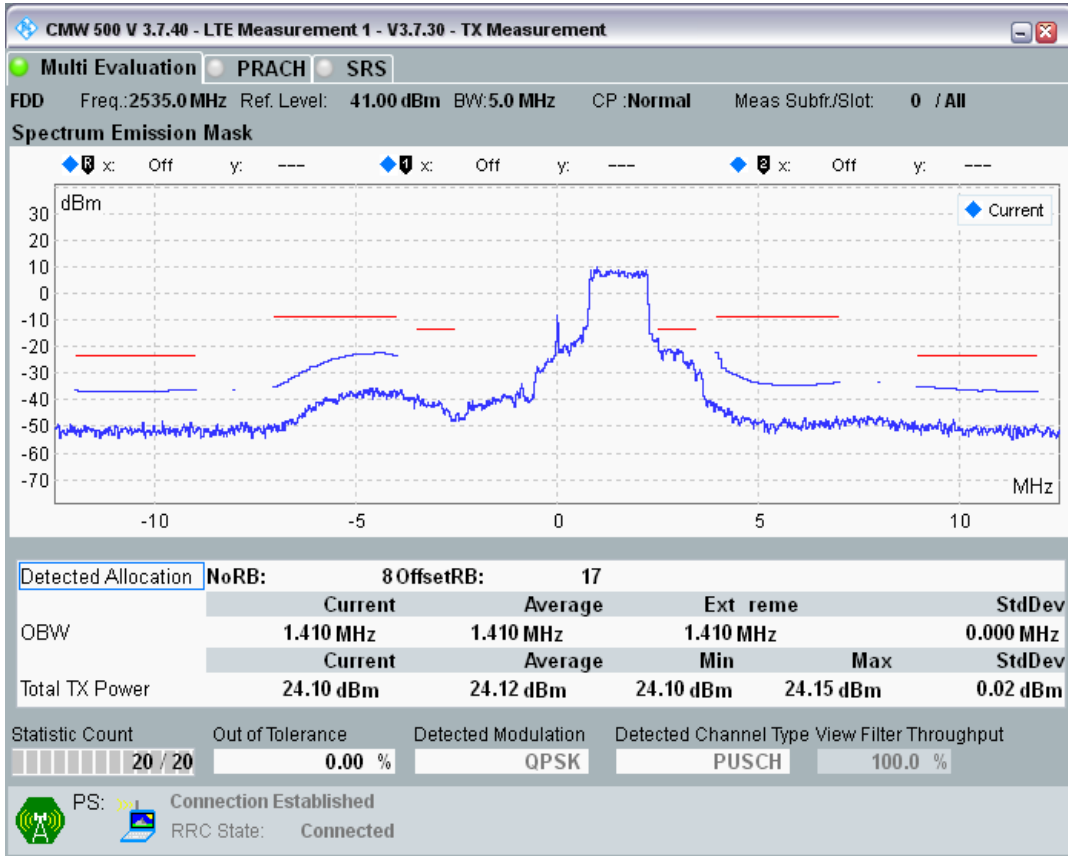 CMW 500 V 3.7.40 - LTE Measurement 1 - V3.7.30 - TX Measurement
Multi Evaluation PRACH SRS
FDD Freq.:2535.0 MHz Ref. Level: 41.00 dBm BW:5.0 MHz CP :Normal Meas Subfr./Slot: 0 / All
Spectrum Emission Mask
R x: Off y: --- 1 x: Off y: --- 2 x: Off y: ---
dBm
Current
30
20
10
0
-10
-20
-30
-40
-50
-60
-70
MHz
-10 -5 0 5 10
Detected Allocation NoRB: 8 OffsetRB: 17
Current Average Ext reme StdDev
OBW 1.410 MHz 1.410 MHz 1.410 MHz 0.000 MHz
Current Average Min Max StdDev
Total TX Power 24.10 dBm 24.12 dBm 24.10 dBm 24.15 dBm 0.02 dBm
Statistic Count Out of Tolerance Detected Modulation Detected Channel Type View Filter Throughput
20 / 20 0.00 % QPSK PUSCH 100.0 %
PS: Connection Established
RRC State: Connected